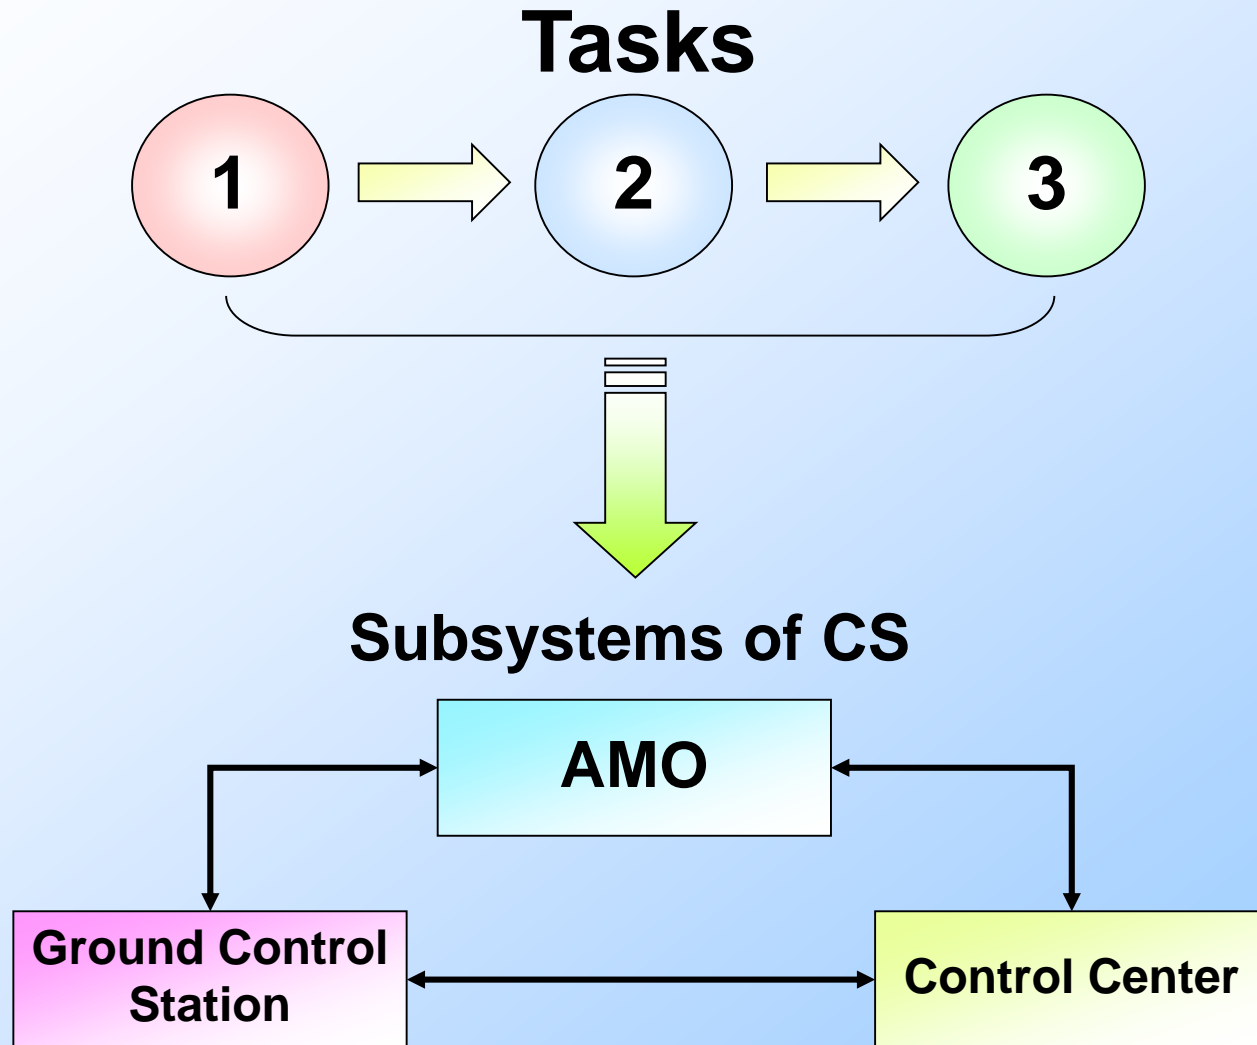 Tasks
1
2
3
Subsystems of CS
AMO
Ground Control
Station
Control Center